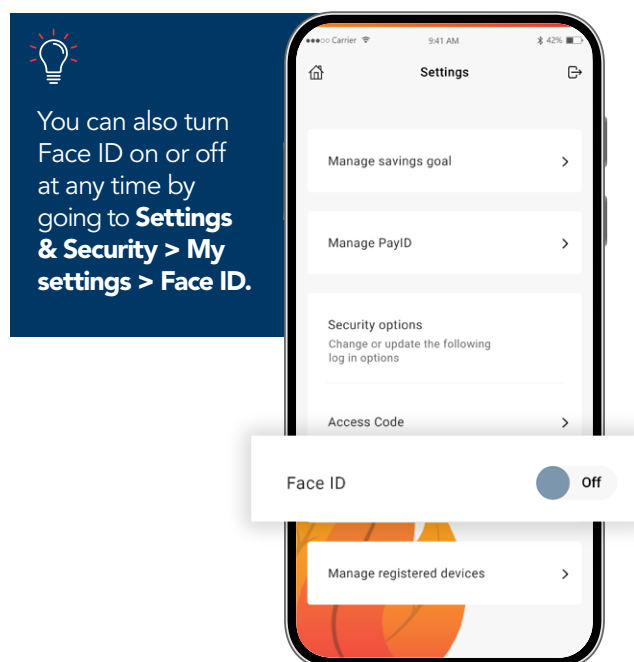 You can also turn
Face ID on or off
at any time by
going to Settings
& Security > My
settings > Face ID.
Carrier 9:41 AM 42%
Settings
Manage savings goal
Manage PayID
Security options
Change or update the following
log in options
Access Code
Face ID Off
Manage registered devices